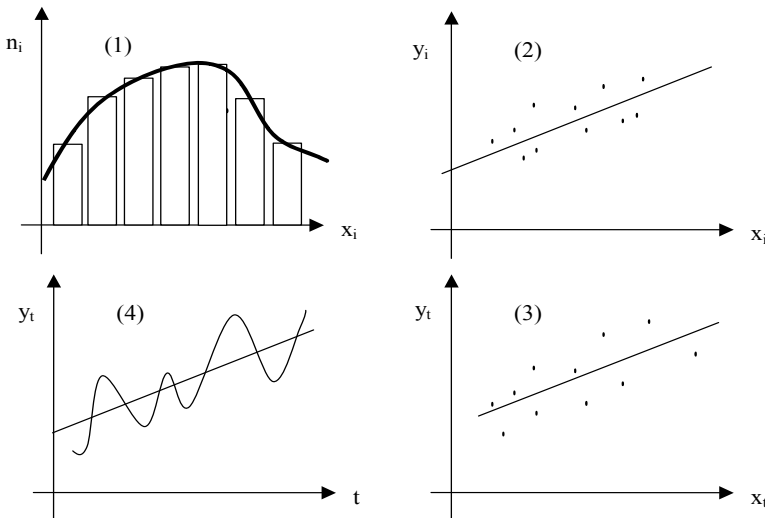 nᵢ
(1)
xᵢ
yᵢ
(2)
xᵢ
yₜ
(4)
t
yₜ
(3)
xₜ